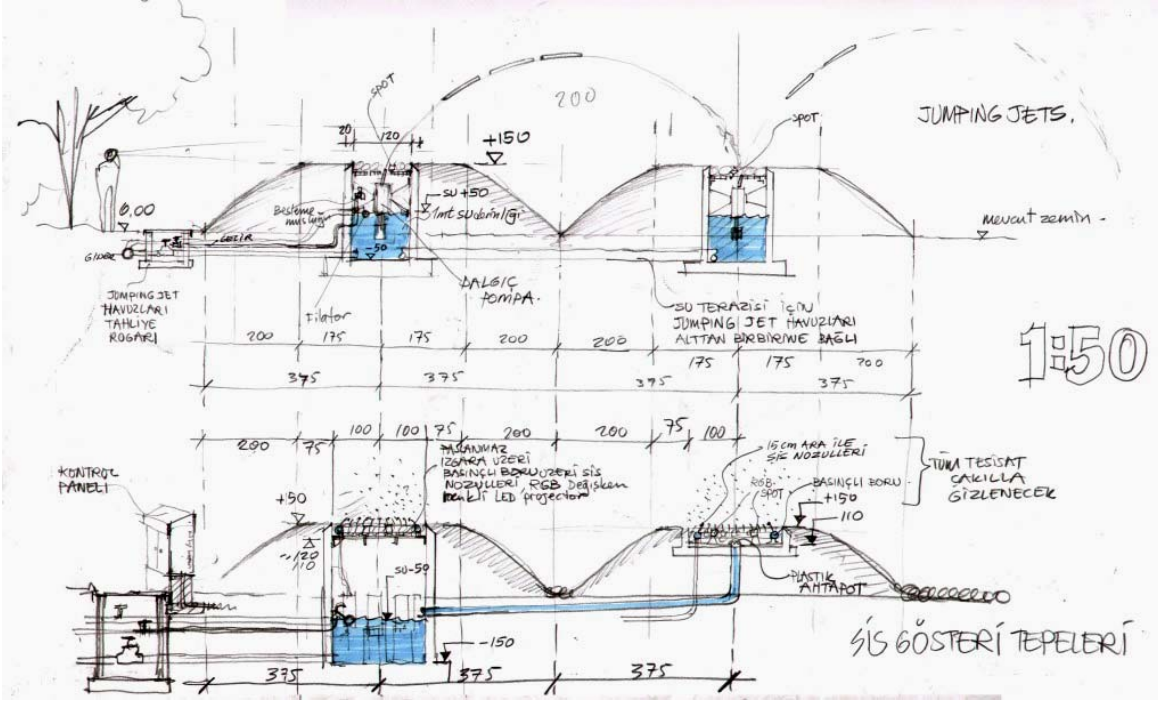 JUMPING JETS.
SPOT
200
SPOT
20
120
+150
SU +50
1mt su derinliği
Besleme
musluğu
0,00
GİDER
-50
mevcut zemin -
DALGIÇ
POMPA.
Filator
JUMPING JET
HAVUZLARI
TAHLİYE
ROGARI
SU TERAZİSİ İÇİN
JUMPING JET HAVUZLARI
ALTTAN BİRBİRİNE BAĞLI
1:50
200
175
175
200
200
175
175
200
375
375
375
375
200
75
100
100
75
200
200
75
100
PASLANMAZ
IZGARA ÜZERİ
BASINÇLI BORU ÜZERİ SİS
NOZULLERİ, RGB Değişken
renkli LED projector
15 cm ARA İLE
SİS NOZULLERİ
RGB-
SPOT
BASINÇLI BORU
TÜM TESİSAT
ÇAKILLA
GİZLENECEK
KONTROL
PANELİ
+50
+150
110
SU-50
PLASTİK
AHTAPOT
-150
SİS GÖSTERİ TEPELERİ
375
375
375